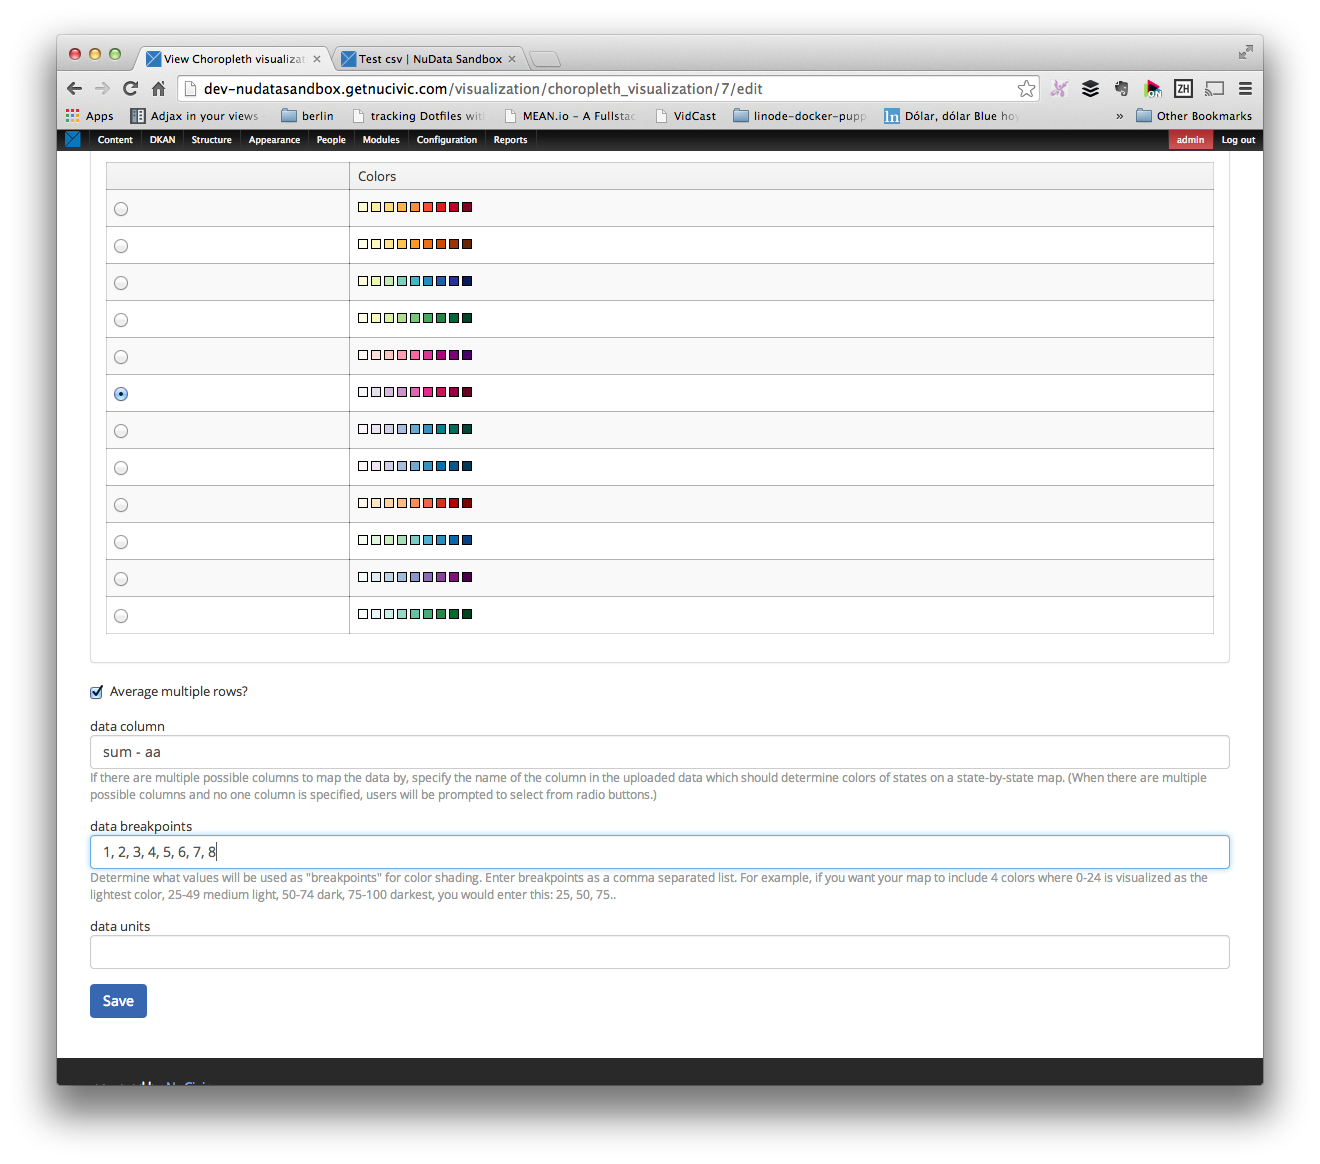 View Choropleth visualizat
Test csv | NuData Sandbox
dev-nudatasandbox.getnucivic.com/visualization/choropleth_visualization/7/edit
ON
ZH
Apps
Adjax in your views
berlin
tracking Dotfiles wit
MEAN.io – A Fullsta
VidCast
linode-docker-pupp
in
Dólar, dólar Blue ho
»
Other Bookmarks
Content
DKAN
Structure
Appearance
People
Modules
Configuration
Reports
admin
Log out
Colors
Average multiple rows?
data column
sum - aa
If there are multiple possible columns to map the data by, specify the name of the column in the uploaded data which should determine colors of states on a state-by-state map. (When there are multiple
possible columns and no one column is specified, users will be prompted to select from radio buttons.)
data breakpoints
1, 2, 3, 4, 5, 6, 7, 8
Determine what values will be used as "breakpoints" for color shading. Enter breakpoints as a comma separated list. For example, if you want your map to include 4 colors where 0-24 is visualized as the
lightest color, 25-49 medium light, 50-74 dark, 75-100 darkest, you would enter this: 25, 50, 75..
data units
Save